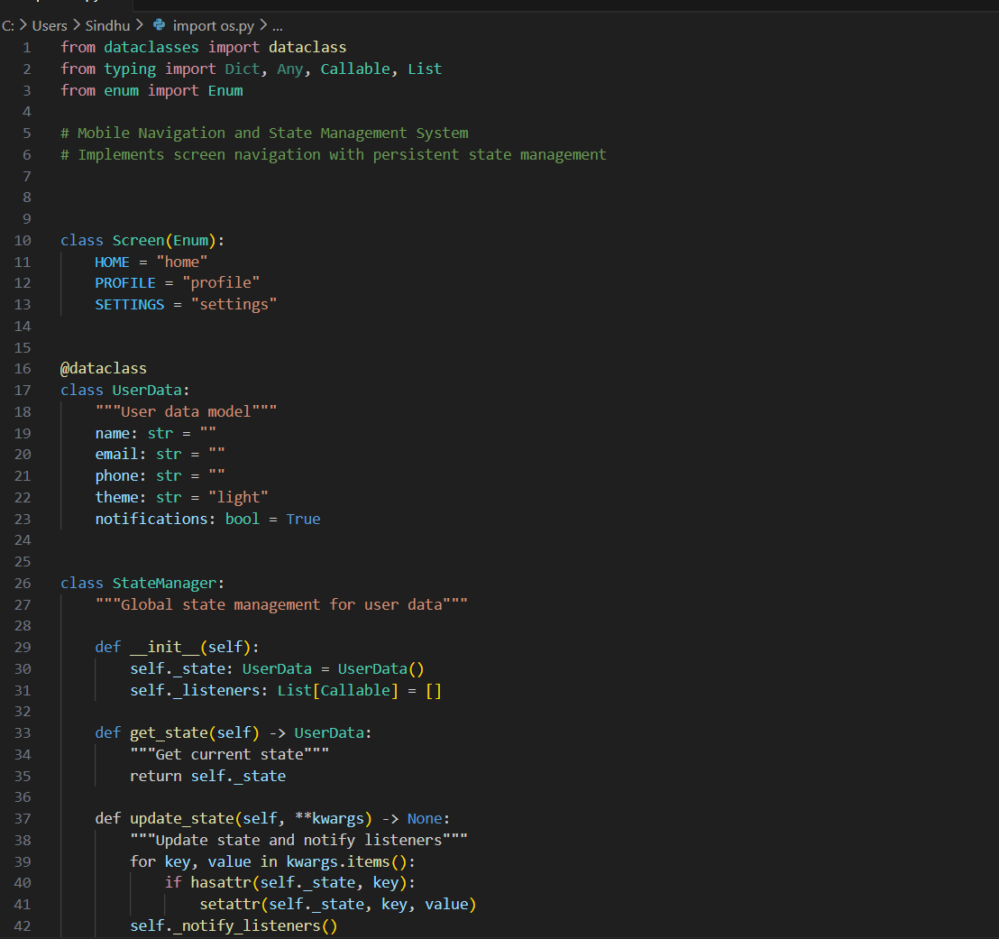 C: > Users > Sindhu > import os.py > ...
1 from dataclasses import dataclass
2 from typing import Dict, Any, Callable, List
3 from enum import Enum
4
5 # Mobile Navigation and State Management System
6 # Implements screen navigation with persistent state management
7
8
9
10 class Screen(Enum):
11     HOME = "home"
12     PROFILE = "profile"
13     SETTINGS = "settings"
14
15
16 @dataclass
17 class UserData:
18     """User data model"""
19     name: str = ""
20     email: str = ""
21     phone: str = ""
22     theme: str = "light"
23     notifications: bool = True
24
25
26 class StateManager:
27     """Global state management for user data"""
28
29     def __init__(self):
30         self._state: UserData = UserData()
31         self._listeners: List[Callable] = []
32
33     def get_state(self) -> UserData:
34         """Get current state"""
35         return self._state
36
37     def update_state(self, **kwargs) -> None:
38         """Update state and notify listeners"""
39         for key, value in kwargs.items():
40             if hasattr(self._state, key):
41                 setattr(self._state, key, value)
42         self._notify_listeners()